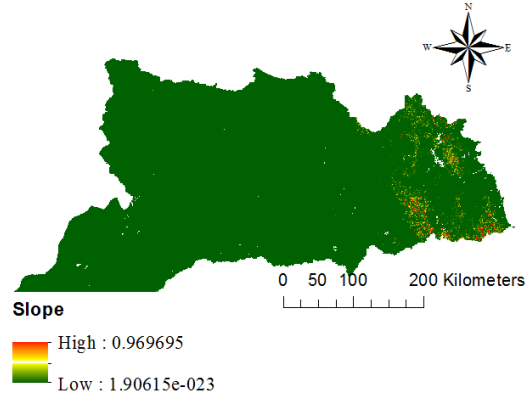 N
W E
S
0 50 100 200 Kilometers
Slope
High : 0.969695
Low : 1.90615e-023